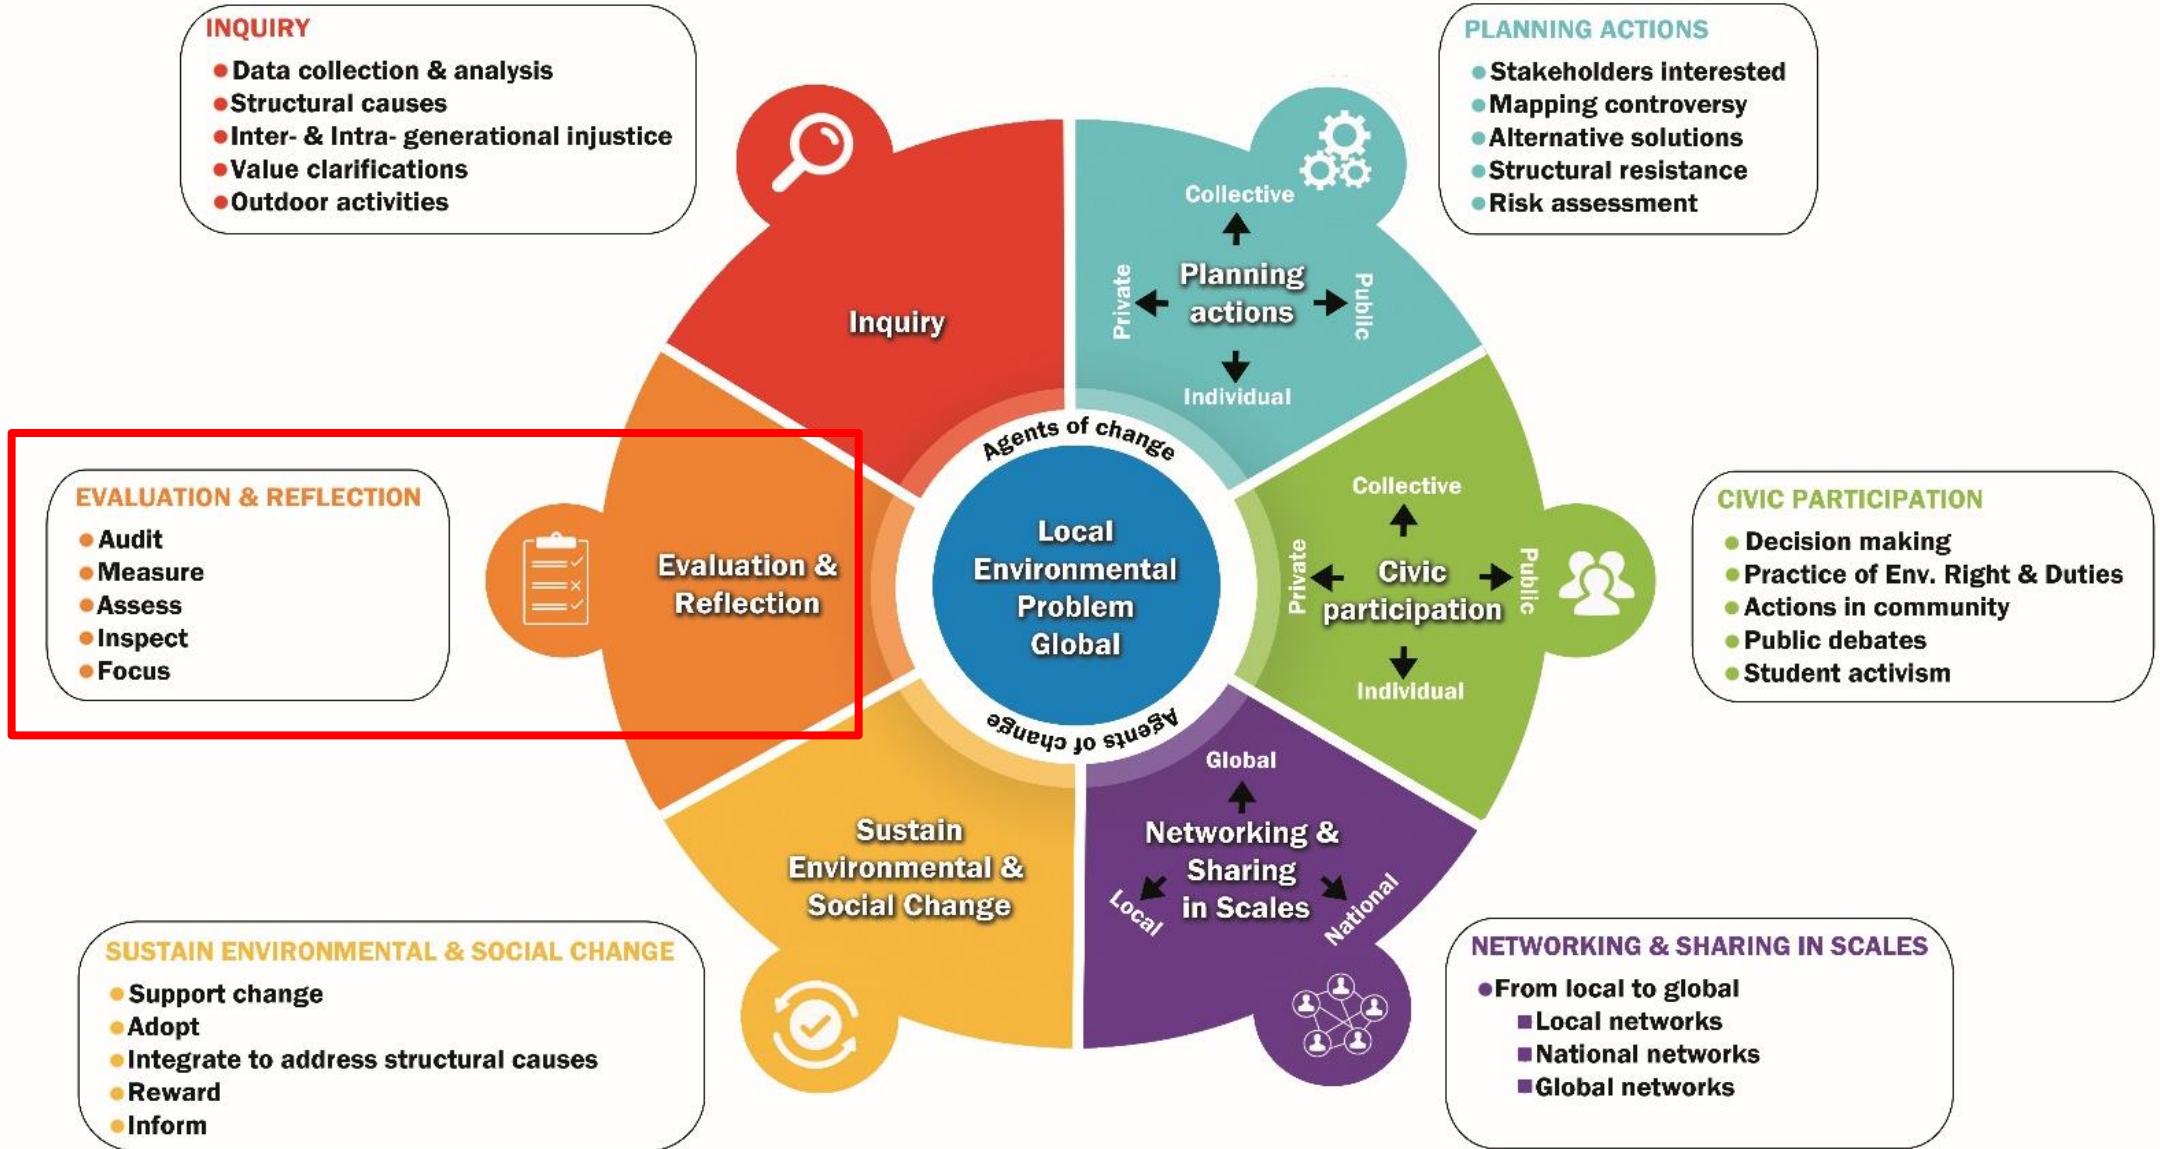 INQUIRY
Data collection & analysis
Structural causes
Inter- & Intra- generational injustice
Value clarifications
Outdoor activities
PLANNING ACTIONS
Stakeholders interested
Mapping controversy
Alternative solutions
Structural resistance
Risk assessment
Inquiry
Collective
Private
Planning
actions
Public
Individual
EVALUATION & REFLECTION
Audit
Measure
Assess
Inspect
Focus
Evaluation &
Reflection
Agents of change
Local
Environmental
Problem
Global
Agents of change
Collective
Private
Civic
participation
Public
Individual
CIVIC PARTICIPATION
Decision making
Practice of Env. Right & Duties
Actions in community
Public debates
Student activism
Sustain
Environmental &
Social Change
Global
Networking &
Sharing
in Scales
Local
National
SUSTAIN ENVIRONMENTAL & SOCIAL CHANGE
Support change
Adopt
Integrate to address structural causes
Reward
Inform
NETWORKING & SHARING IN SCALES
From local to global
Local networks
National networks
Global networks